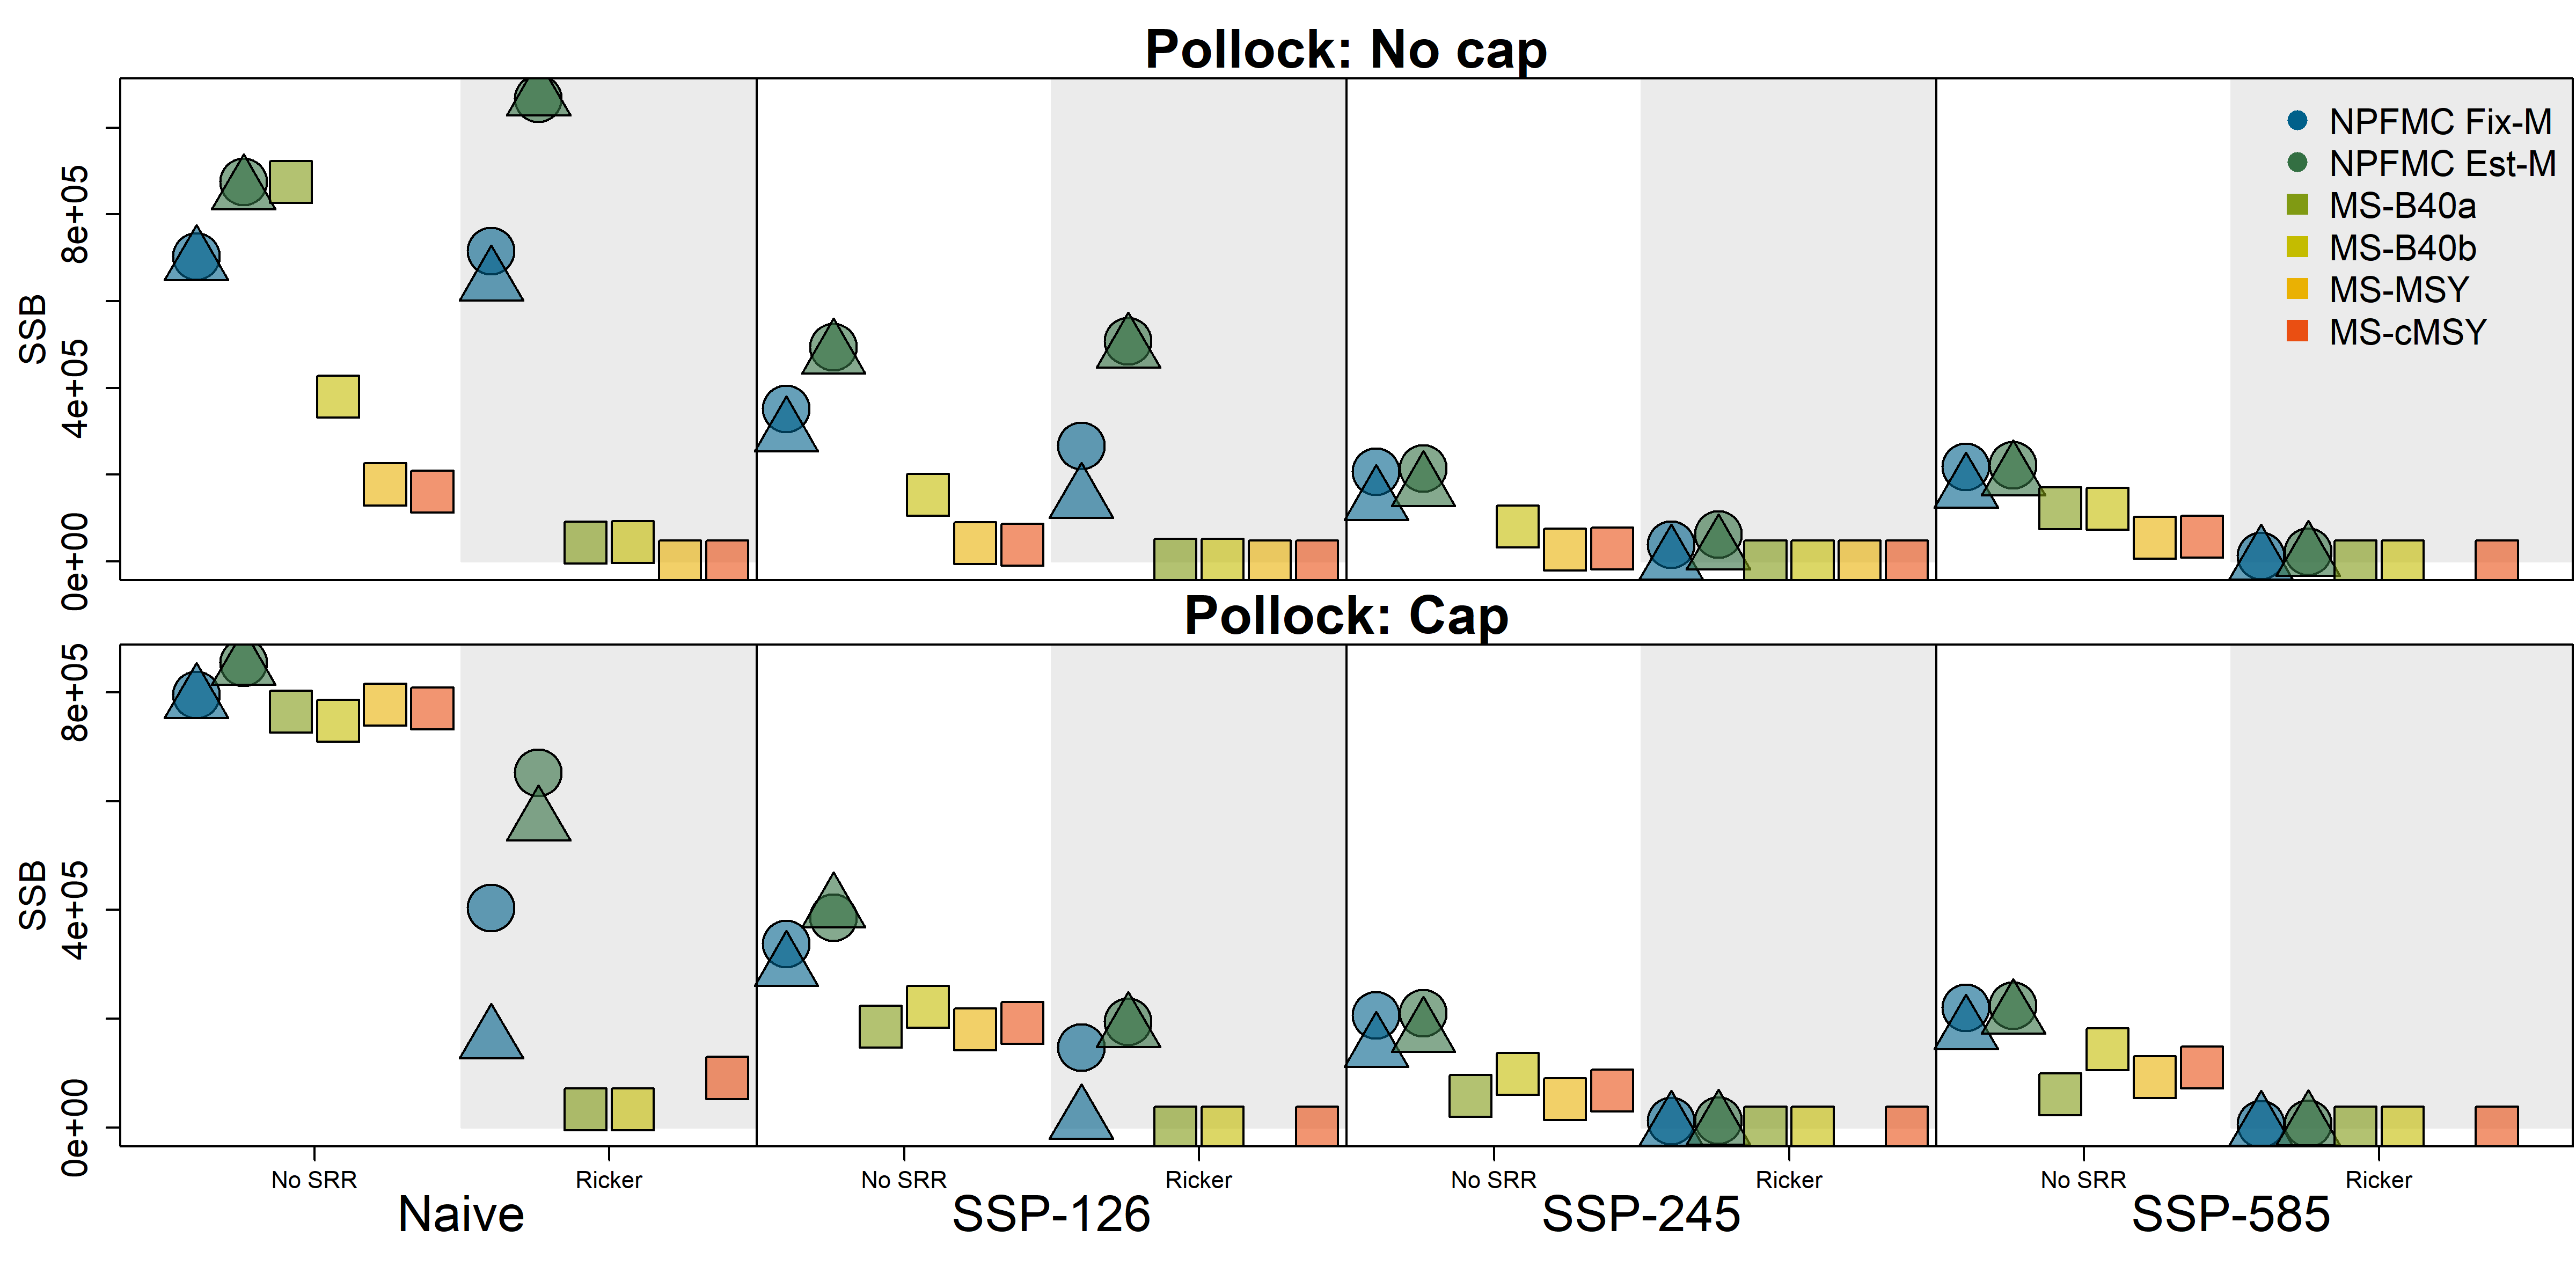 Pollock: No cap
SSB
8e+05
4e+05
0e+00
NPFMC Fix-M
NPFMC Est-M
MS-B40a
MS-B40b
MS-MSY
MS-cMSY
Pollock: Cap
SSB
8e+05
4e+05
0e+00
No SRR
Ricker
No SRR
Ricker
No SRR
Ricker
No SRR
Ricker
Naive
SSP-126
SSP-245
SSP-585